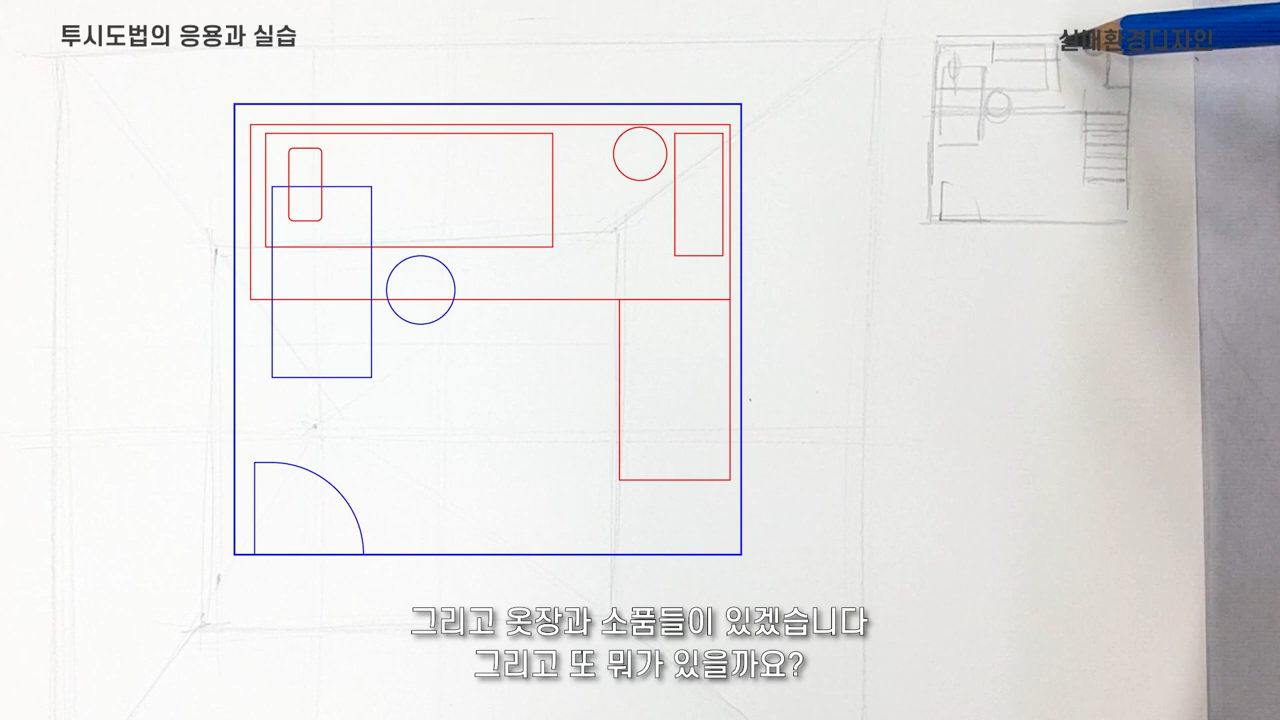 투시도법의 응용과 실습
실내환경디자인
그리고 옷장과 소품들이 있겠습니다
그리고 또 뭐가 있을까요?